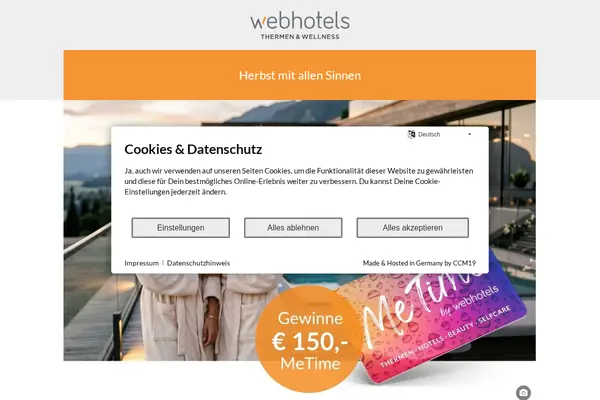 webhotels
THERMEN & WELLNESS
Herbst mit allen Sinnen
Deutsch
Cookies & Datenschutz
Ja, auch wir verwenden auf unseren Seiten Cookies, um die Funktionalität dieser Website zu gewährleisten
und diese für Dein bestmögliches Online-Erlebnis weiter zu verbessern. Du kannst Deine Cookie-
Einstellungen jederzeit ändern.
Einstellungen
Alles ablehnen
Alles akzeptieren
Impressum | Datenschutzhinweis
Made & Hosted in Germany by CCM19
Gewinne
€ 150,-
MeTime
MeTime
by webhotels
THERMEN • HOTELS • BEAUTY • SELFCARE